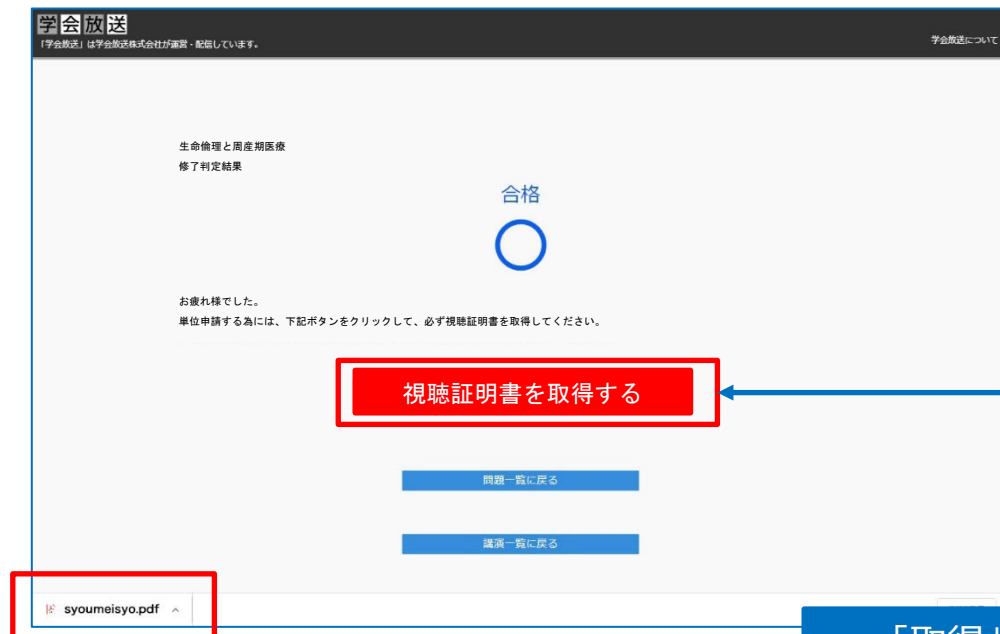 学会放送
「学会放送」は学会放送株式会社が運営・配信しています。
学会放送について
生命倫理と周産期医療
修了判定結果
合格
お疲れ様でした。
単位申請する為には、下記ボタンをクリックして、必ず視聴証明書を取得してください。
視聴証明書を取得する
問題一覧に戻る
講演一覧に戻る
syoumeisyo.pdf
「取得